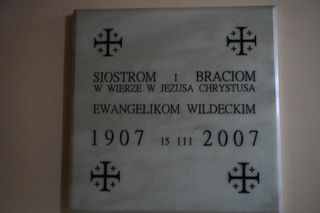 SIOSTROM I BRACIOM
W WIERZE W JEZUSA CHRYSTUSA
EWANGELIKOM WILDECKIM
1907 15 III 2007